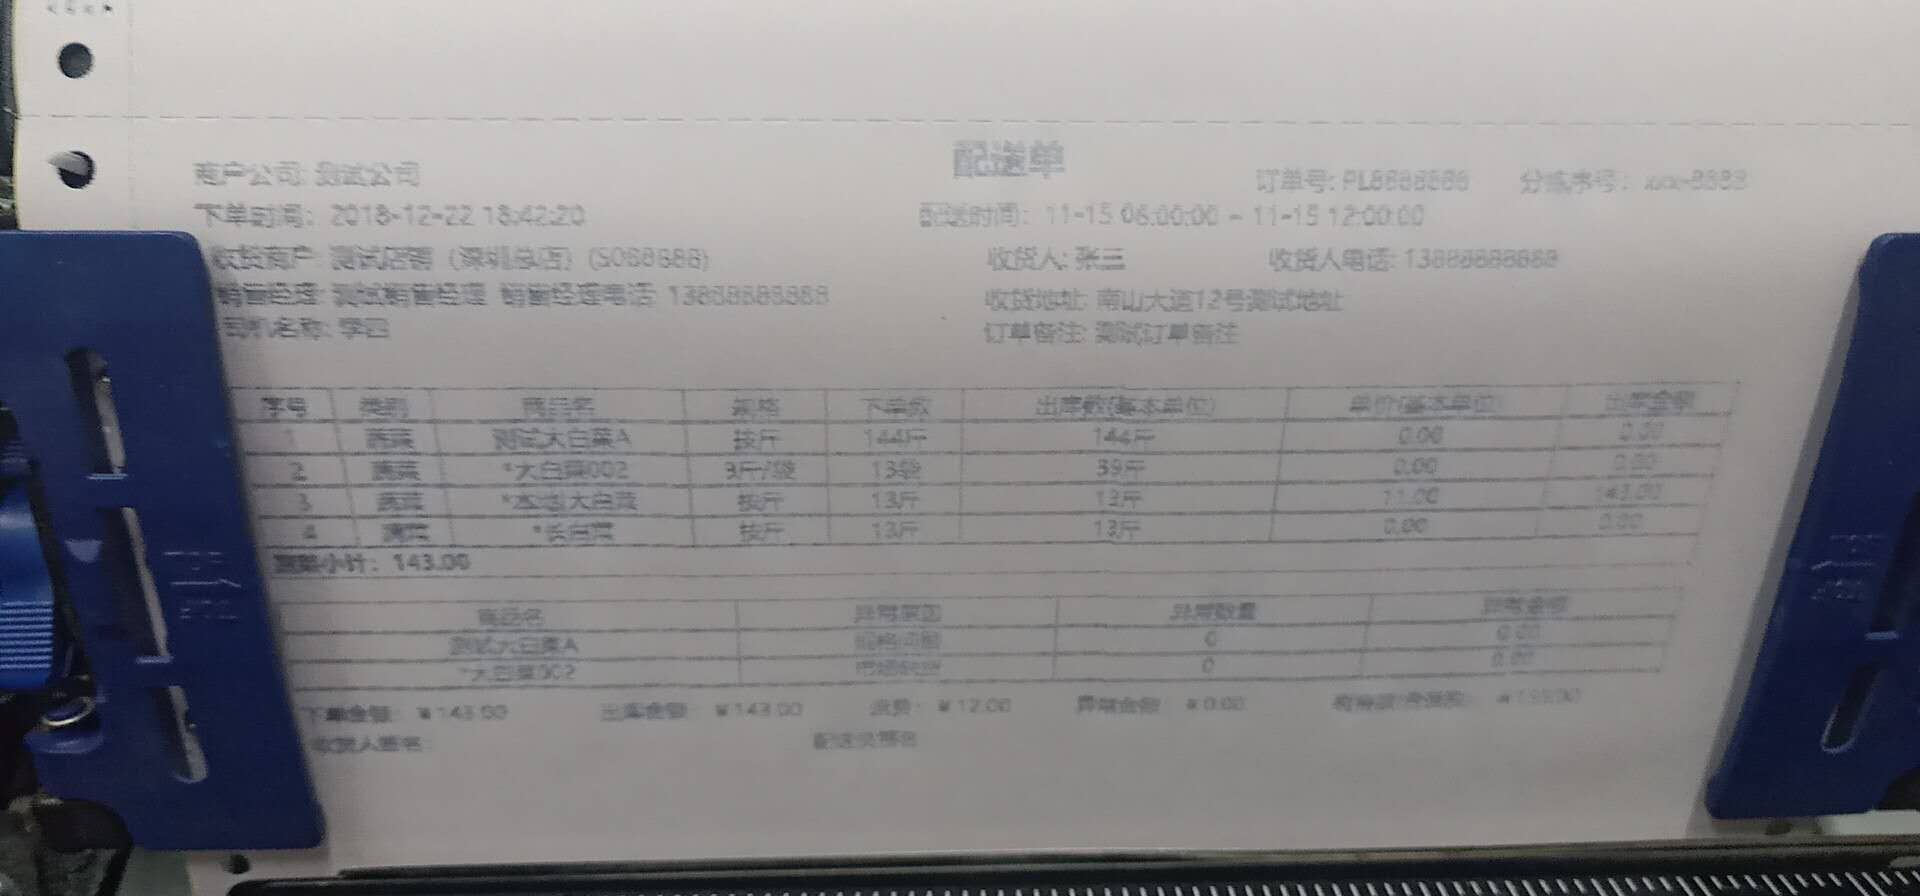 配送单
商户公司: 测试公司 订单号: PL8888888 分拣序号: xxx-8888
下单时间: 2018-12-22 18:42:20 配送时间: 11-15 06:00:00 - 11-15 12:00:00
收货商户: 测试店铺 (深圳总店) (S088888) 收货人: 张三 收货人电话: 13888888888
销售经理: 测试销售经理 销售经理电话: 13888888888 收货地址: 南山大道12号测试地址
司机名称: 李四 订单备注: 测试订单备注
序号 类别 商品名 规格 下单数 出库数(基本单位) 单价(基本单位) 出库金额
1 蔬菜 测试大白菜A 按斤 144斤 144斤 0.00 0.00
2 蔬菜 *大白菜002 3斤/袋 13袋 39斤 0.00 0.00
3 蔬菜 *本地大白菜 按斤 13斤 13斤 11.00 143.00
4 蔬菜 *长白菜 按斤 13斤 13斤 0.00 0.00
蔬菜小计: 143.00
商品名 异常原因 异常数量 异常金额
测试大白菜A 0 0.00
*大白菜002 0 0.00
下单金额: ¥143.00 出库金额: ¥143.00 运费: ¥12.00 异常金额: ¥0.00
收货人签名: 配送员签名